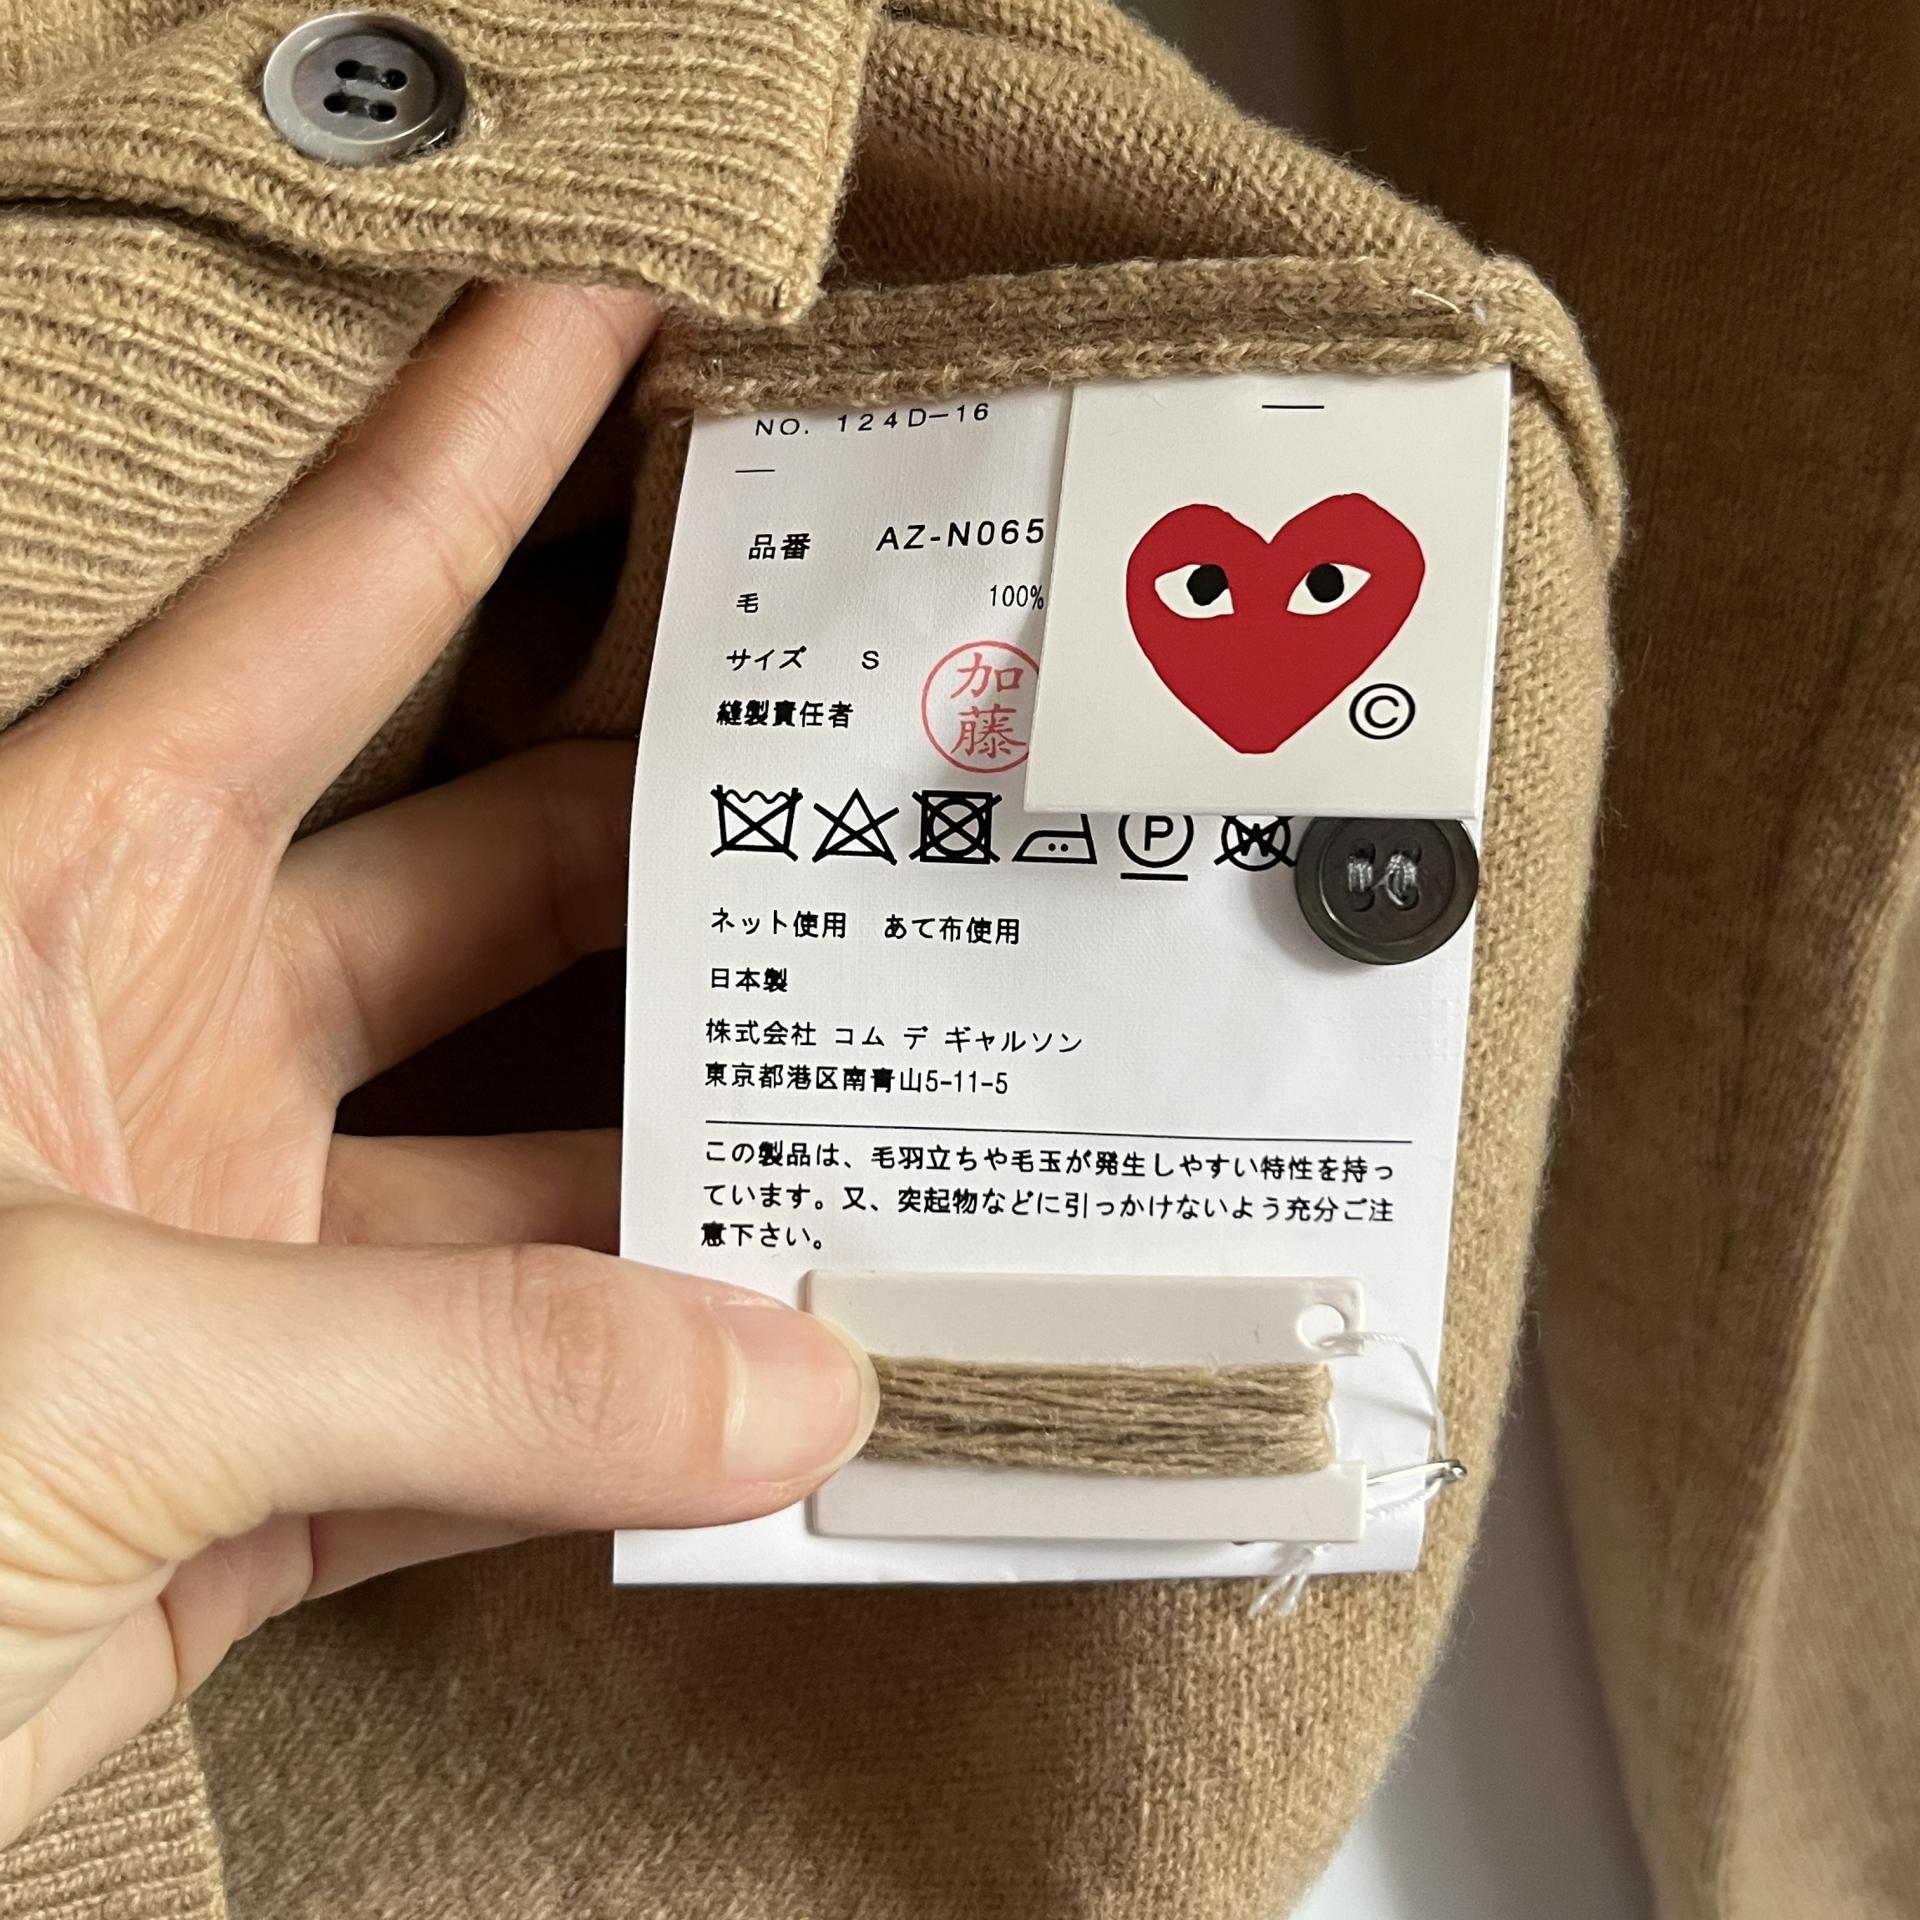 NO. 124D-16
品番 AZ-N065
毛 100%
サイズ S
縫製責任者 加藤
P W
ネット使用 あて布使用
日本製
株式会社 コム デ ギャルソン
東京都港区南青山5-11-5
この製品は、毛羽立ちや毛玉が発生しやすい特性を持っ
ています。又、突起物などに引っかけないよう充分ご注
意下さい。
©